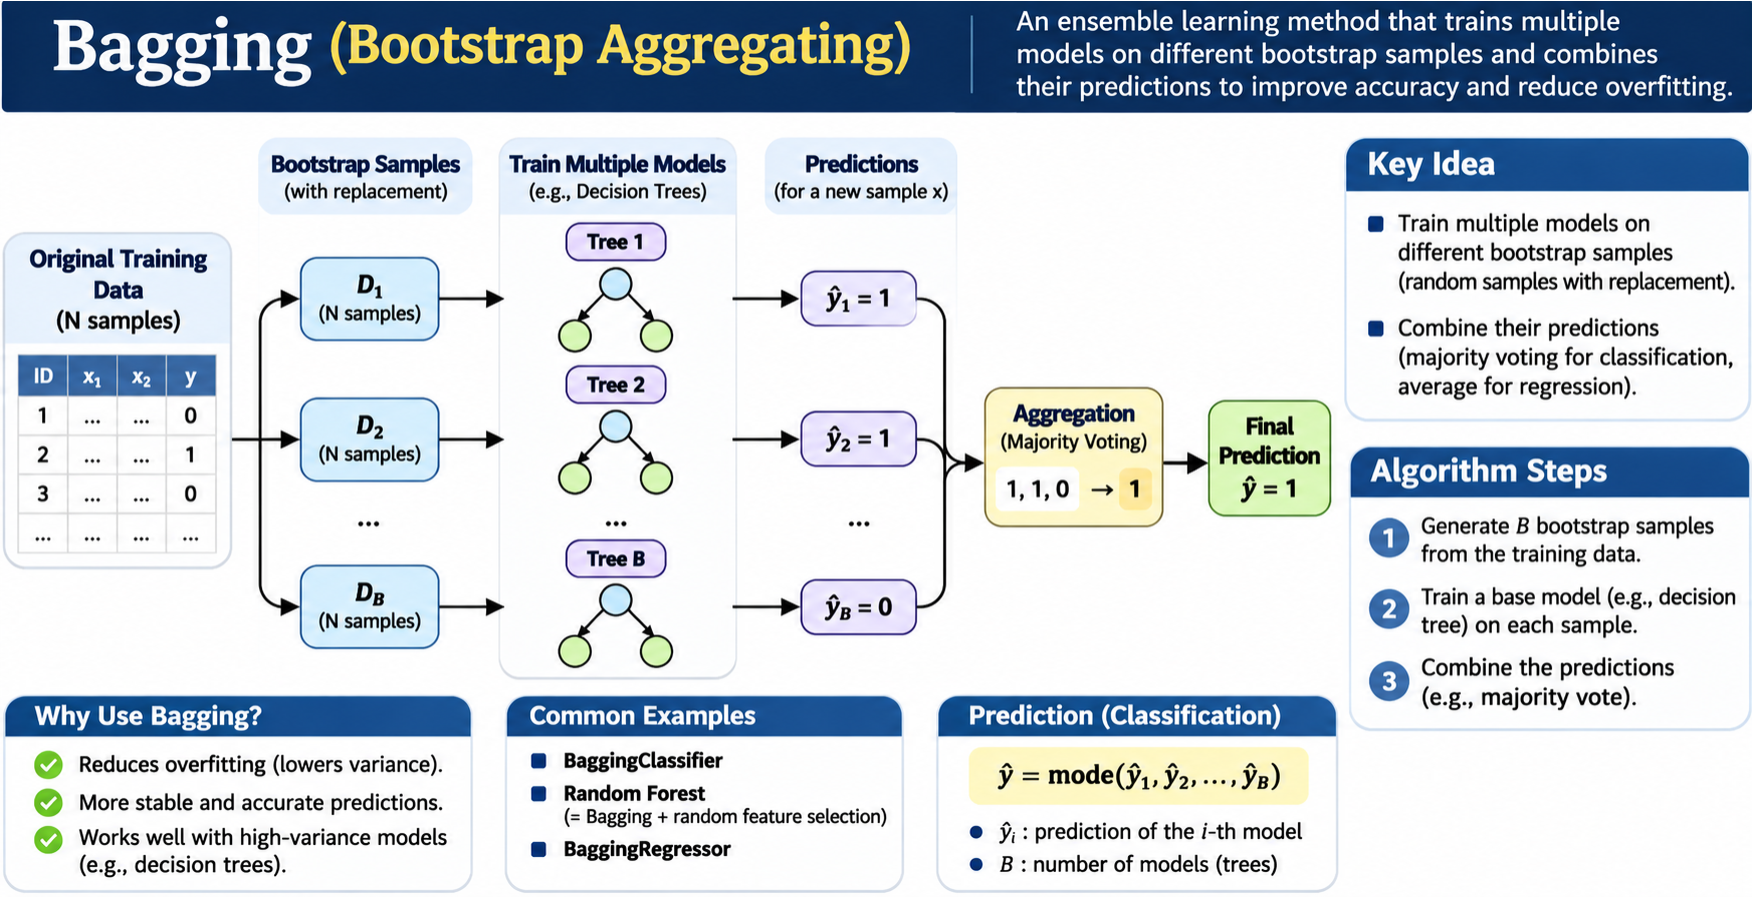 Bagging (Bootstrap Aggregating)
An ensemble learning method that trains multiple
models on different bootstrap samples and combines
their predictions to improve accuracy and reduce overfitting.
Original Training
Data
(N samples)
ID x₁ x₂ y
1 ... ... 0
2 ... ... 1
3 ... ... 0
... ... ... ...
Bootstrap Samples
(with replacement)
D₁
(N samples)
D₂
(N samples)
...
D_B
(N samples)
Train Multiple Models
(e.g., Decision Trees)
Tree 1
Tree 2
...
Tree B
Predictions
(for a new sample x)
ŷ₁ = 1
ŷ₂ = 1
...
ŷ_B = 0
Aggregation
(Majority Voting)
1, 1, 0 → 1
Final
Prediction
ŷ = 1
Key Idea
Train multiple models on
different bootstrap samples
(random samples with replacement).
Combine their predictions
(majority voting for classification,
average for regression).
Algorithm Steps
1 Generate B bootstrap samples
from the training data.
2 Train a base model (e.g., decision
tree) on each sample.
3 Combine the predictions
(e.g., majority vote).
Why Use Bagging?
Reduces overfitting (lowers variance).
More stable and accurate predictions.
Works well with high-variance models
(e.g., decision trees).
Common Examples
BaggingClassifier
Random Forest
(= Bagging + random feature selection)
BaggingRegressor
Prediction (Classification)
ŷ = mode(ŷ₁, ŷ₂, ..., ŷ_B)
ŷᵢ : prediction of the i-th model
B : number of models (trees)